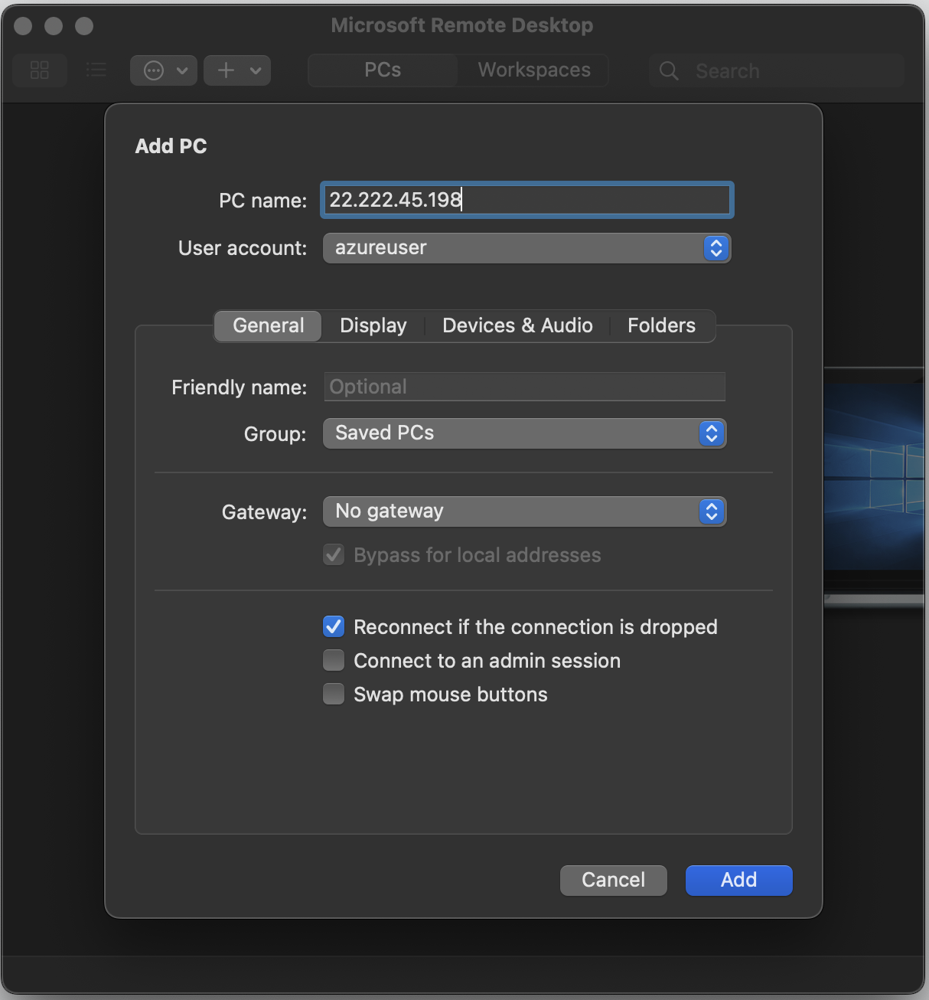 Microsoft Remote Desktop
PCs Workspaces Search
Add PC
PC name: 22.222.45.198
User account: azureuser
General Display Devices & Audio Folders
Friendly name: Optional
Group: Saved PCs
Gateway: No gateway
Bypass for local addresses
Reconnect if the connection is dropped
Connect to an admin session
Swap mouse buttons
Cancel Add